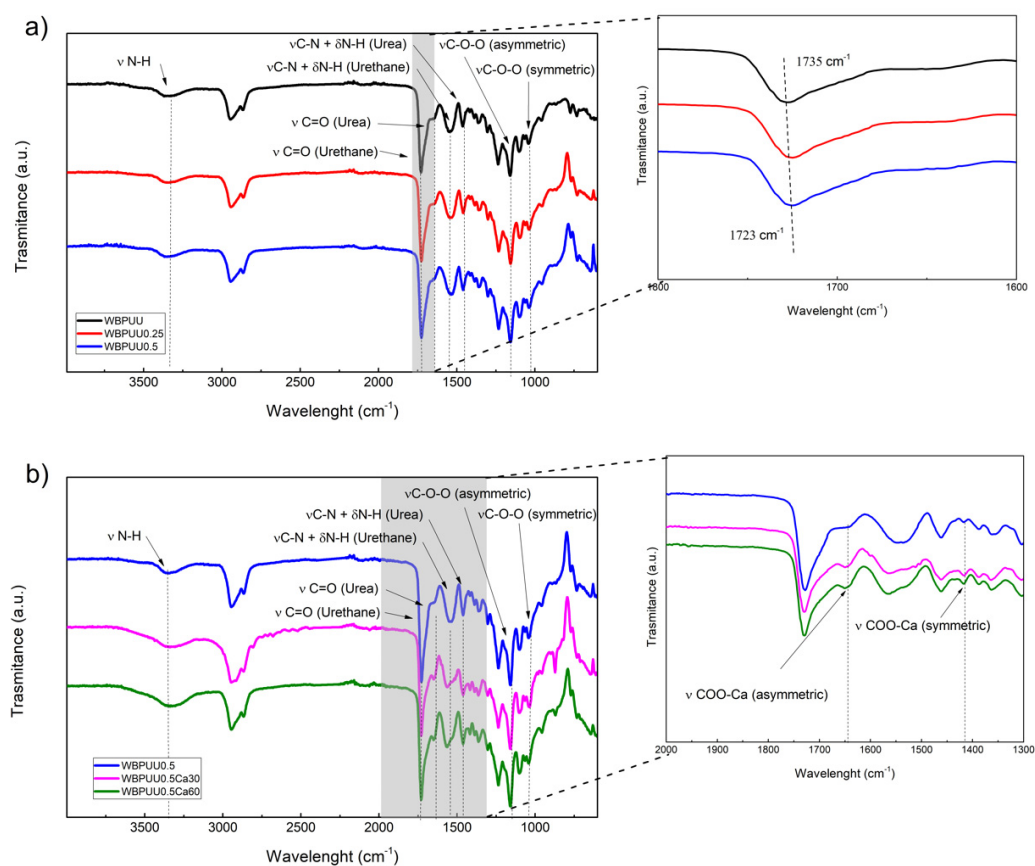 a)
ν N-H
νC-N + δN-H (Urea)
νC-N + δN-H (Urethane)
νC-O-O (asymmetric)
νC-O-O (symmetric)
ν C=O (Urea)
ν C=O (Urethane)
Trasmitance (a.u.)
WBPUU
WBPUU0.25
WBPUU0.5
4000 3500 3000 2500 2000 1500 1000
Wavelenght (cm-1)
1735 cm-1
1723 cm-1
Trasmitance (a.u.)
1800 1700 1600
Wavelenght (cm-1)
b)
ν N-H
νC-O-O (asymmetric)
νC-N + δN-H (Urea)
νC-O-O (symmetric)
νC-N + δN-H (Urethane)
ν C=O (Urea)
ν C=O (Urethane)
Trasmitance (a.u.)
WBPUU0.5
WBPUU0.5Ca30
WBPUU0.5Ca60
4000 3500 3000 2500 2000 1500 1000
Wavelenght (cm-1)
ν COO-Ca (symmetric)
ν COO-Ca (asymmetric)
Trasmitance (a.u.)
2000 1900 1800 1700 1600 1500 1400 1300
Wavelenght (cm-1)